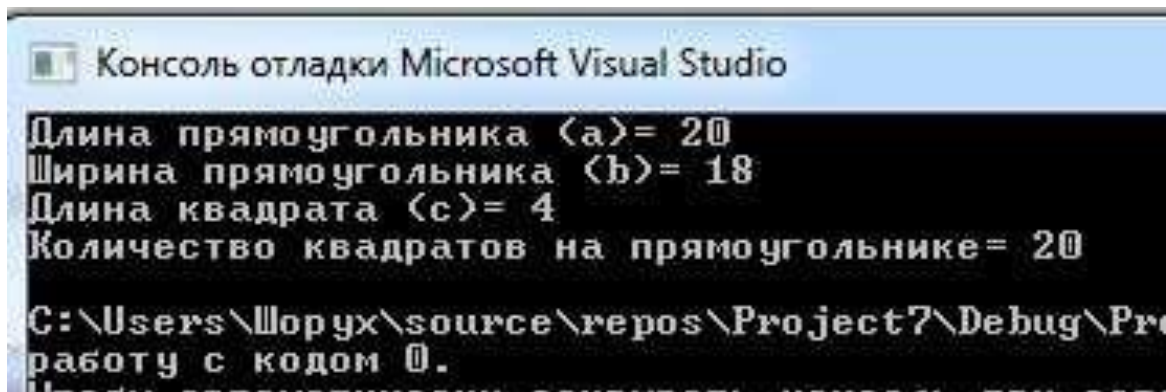 Консоль отладки Microsoft Visual Studio
Длина прямоугольника (a)= 20
Ширина прямоугольника (b)= 18
Длина квадрата (c)= 4
Количество квадратов на прямоугольнике= 20
C:\Users\Шорух\source\repos\Project7\Debug\Pro
работу с кодом 0.